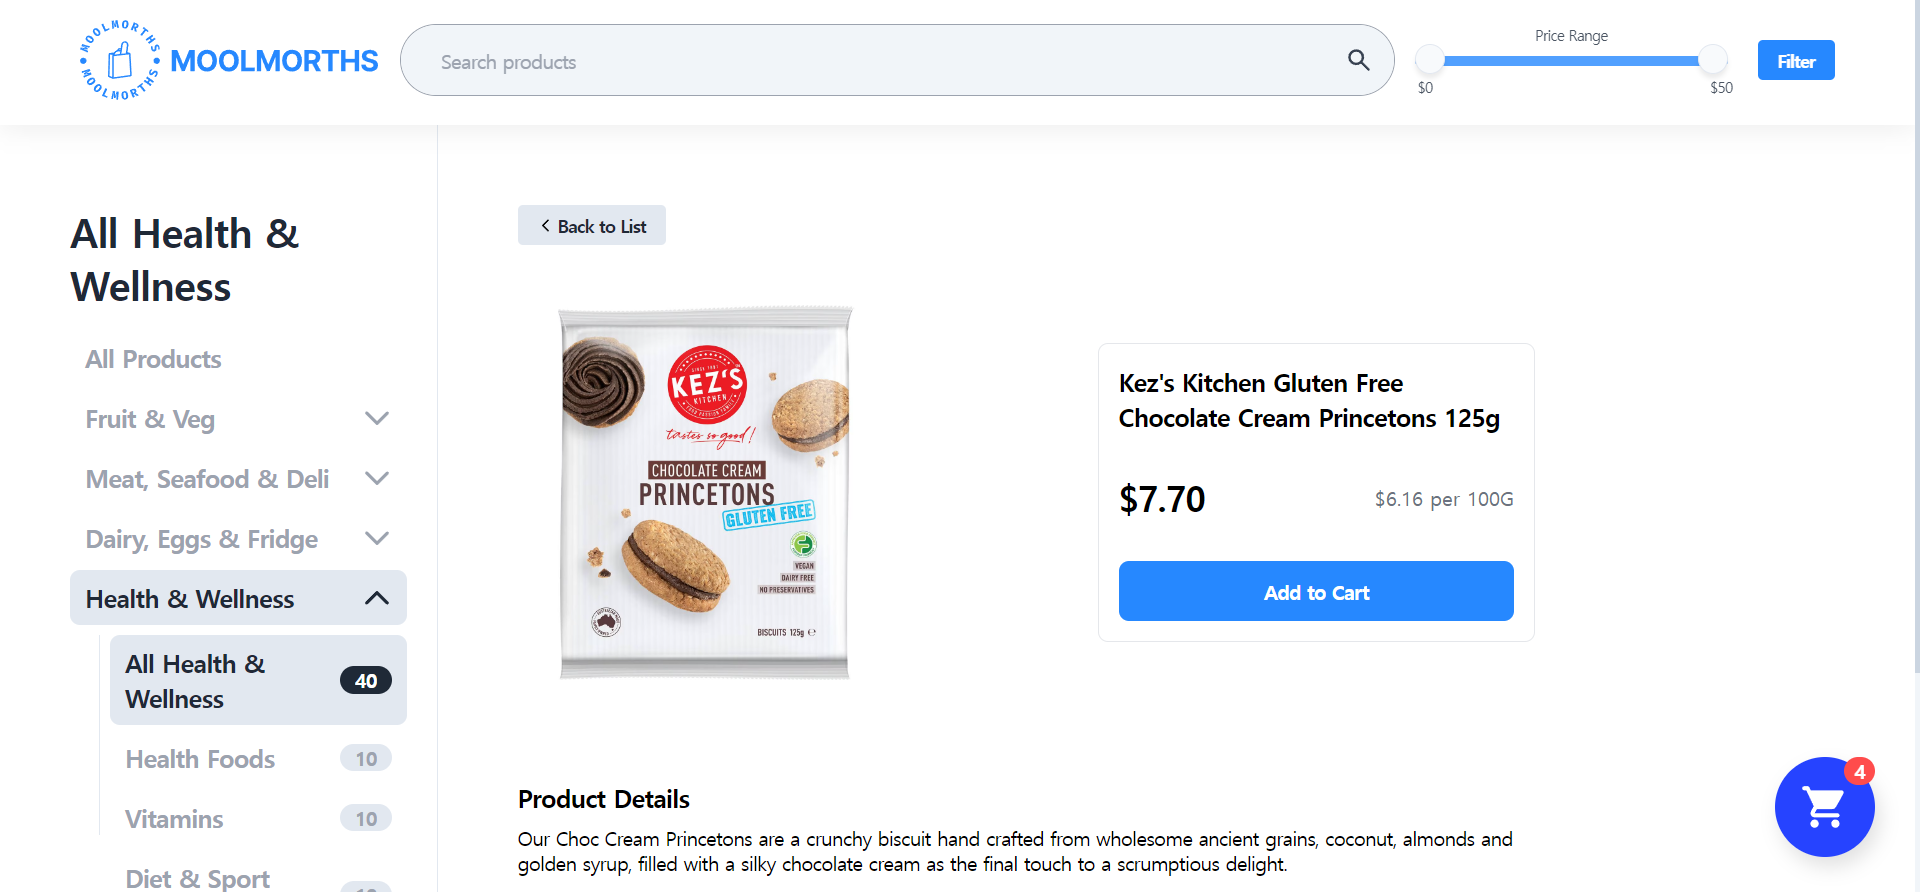 MOOLMORTHS
MOOLMORTHS
MOOLMORTHS
Search products
Price Range
$0
$50
Filter
All Health &
Wellness
All Products
Fruit & Veg
Meat, Seafood & Deli
Dairy, Eggs & Fridge
Health & Wellness
All Health &
Wellness
40
Health Foods
10
Vitamins
10
Diet & Sport
Back to List
KEZ'S
KITCHEN
tastes so good!
CHOCOLATE CREAM
PRINCETONS
GLUTEN FREE
VEGAN
DAIRY FREE
NO PRESERVATIVES
BISCUITS 125g e
Kez's Kitchen Gluten Free
Chocolate Cream Princetons 125g
$7.70
$6.16 per 100G
Add to Cart
Product Details
Our Choc Cream Princetons are a crunchy biscuit hand crafted from wholesome ancient grains, coconut, almonds and
golden syrup, filled with a silky chocolate cream as the final touch to a scrumptious delight.
4